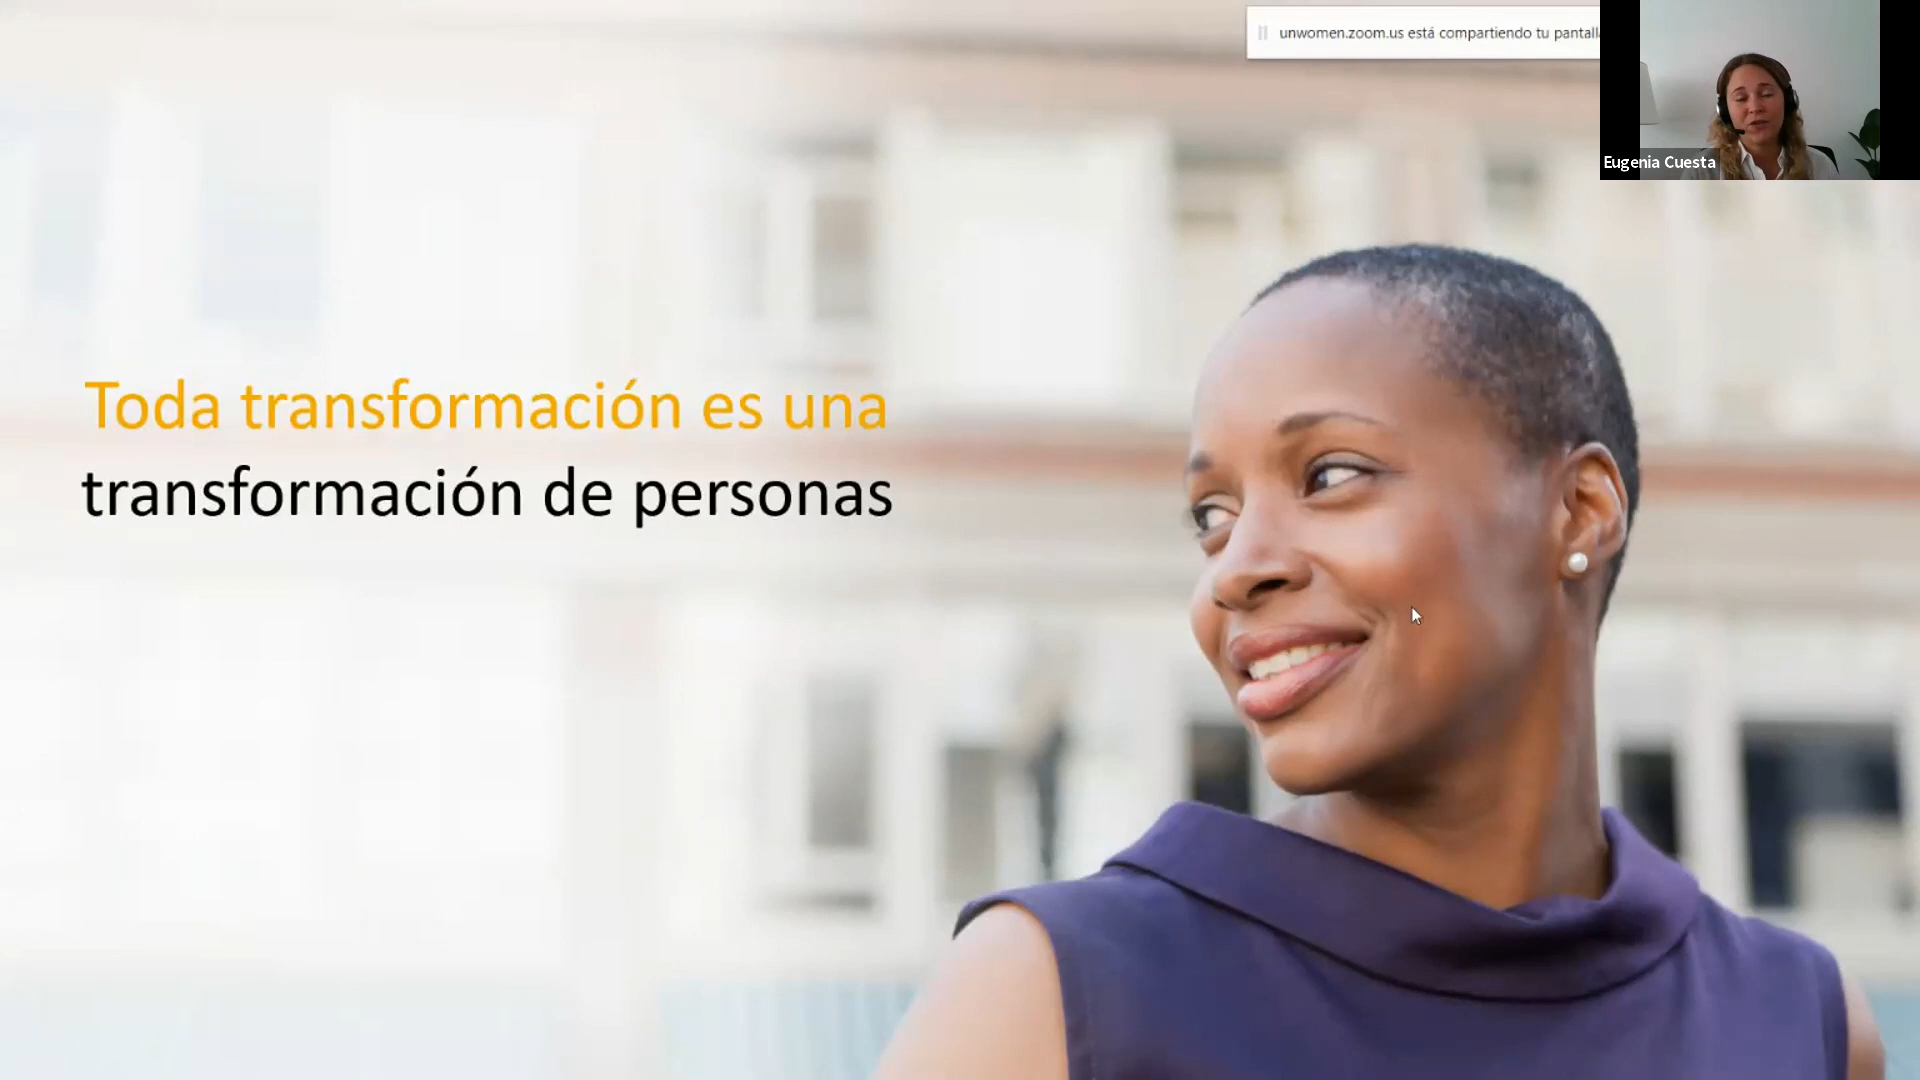 unwomen.zoom.us está compartiendo tu pantall
Eugenia Cuesta
Toda transformación es una
transformación de personas